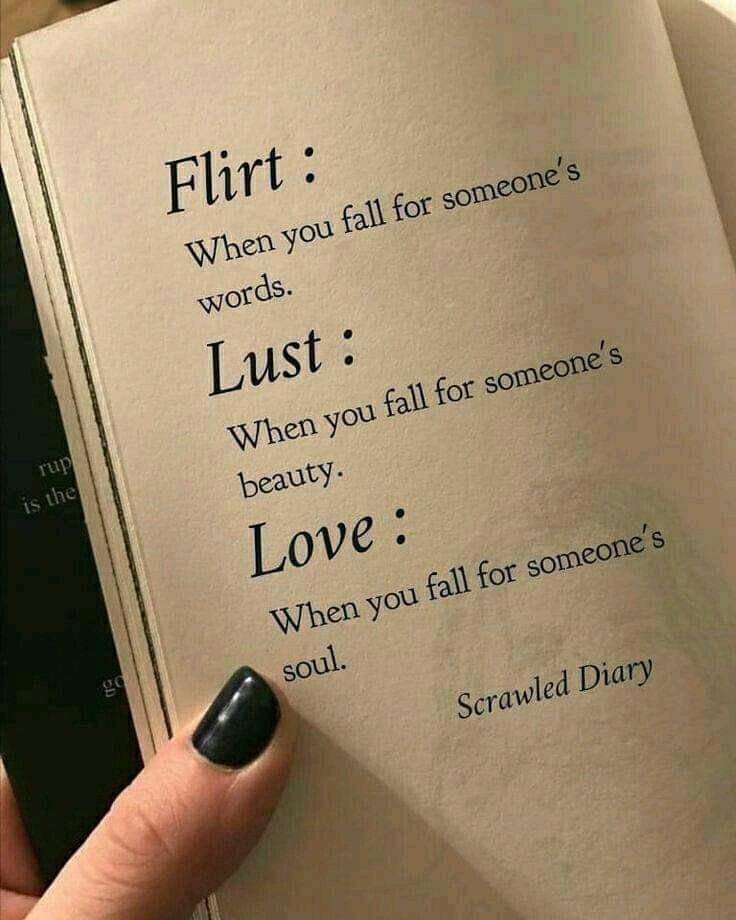 Flirt :
When you fall for someone's
words.
Lust :
When you fall for someone's
beauty.
Love :
When you fall for someone's
soul.
Scrawled Diary
rup
is the
go